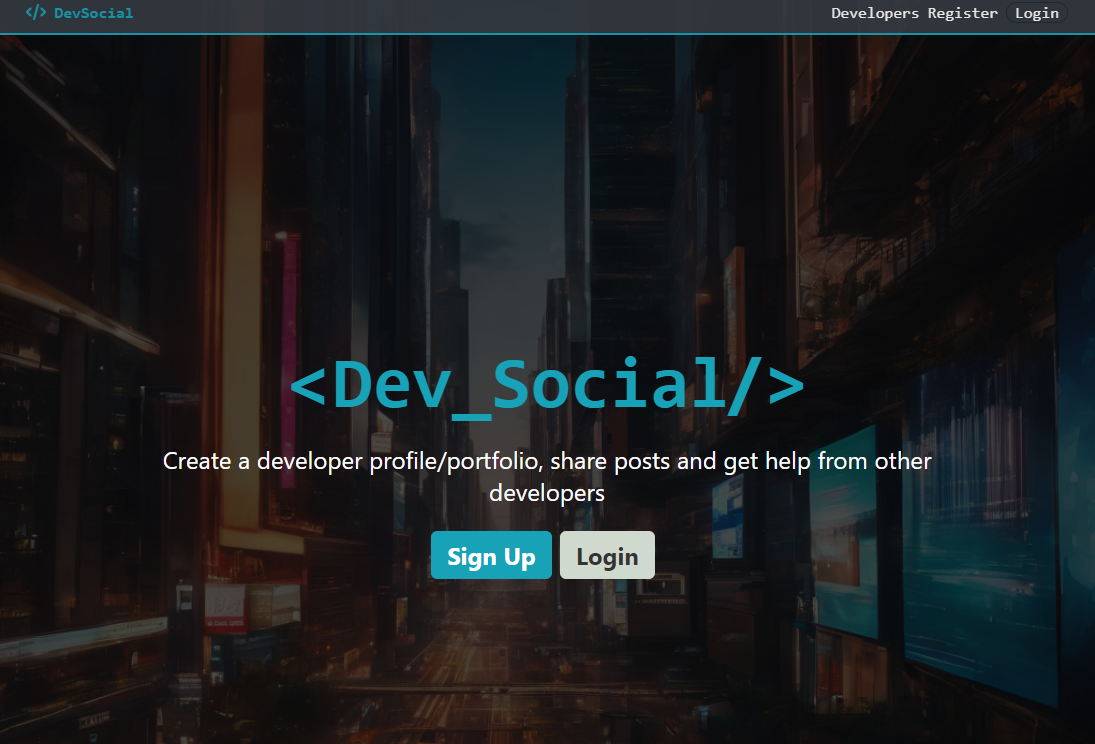 </> DevSocial
Developers Register Login
<Dev_Social/>
Create a developer profile/portfolio, share posts and get help from other
developers
Sign Up Login